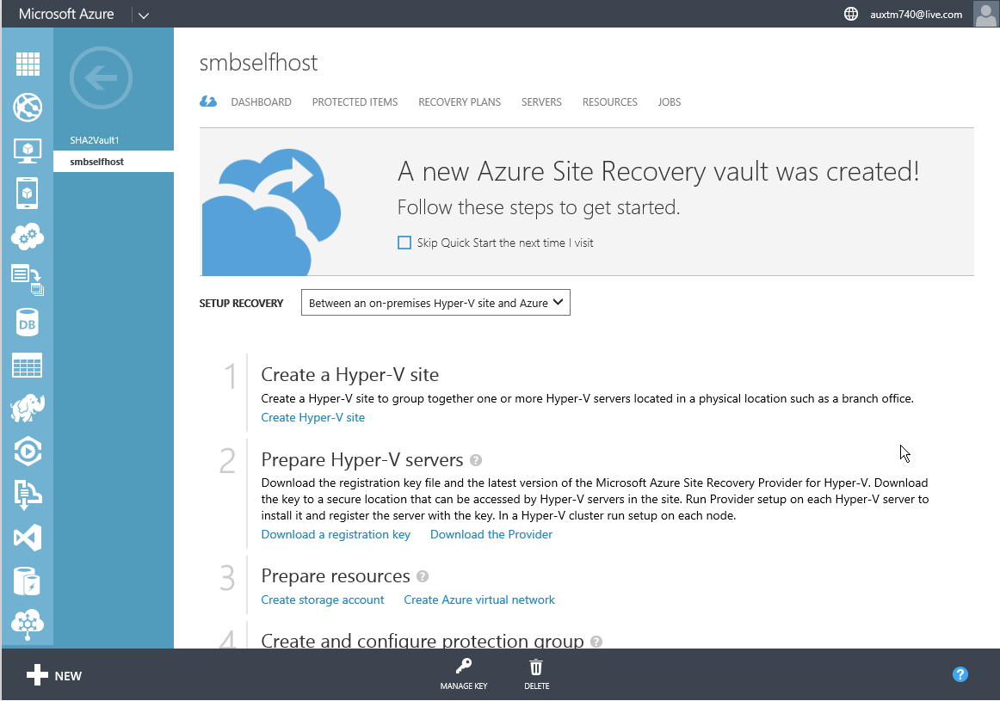 Microsoft Azure
auxtm740@live.com
SHA2Vault1
smbselfhost
smbselfhost
DASHBOARD PROTECTED ITEMS RECOVERY PLANS SERVERS RESOURCES JOBS
A new Azure Site Recovery vault was created!
Follow these steps to get started.
Skip Quick Start the next time I visit
SETUP RECOVERY Between an on-premises Hyper-V site and Azure
1 Create a Hyper-V site
Create a Hyper-V site to group together one or more Hyper-V servers located in a physical location such as a branch office.
Create Hyper-V site
2 Prepare Hyper-V servers ?
Download the registration key file and the latest version of the Microsoft Azure Site Recovery Provider for Hyper-V. Download
the key to a secure location that can be accessed by Hyper-V servers in the site. Run Provider setup on each Hyper-V server to
install it and register the server with the key. In a Hyper-V cluster run setup on each node.
Download a registration key Download the Provider
3 Prepare resources ?
Create storage account Create Azure virtual network
4 Create and configure protection group ?
DB
NEW
MANAGE KEY
DELETE
?